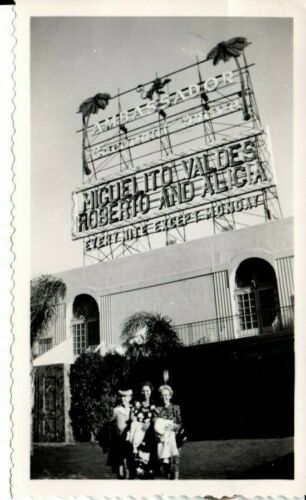 AMBASSADOR
MIGUELITO VALDES
ROBERTO AND ALICIA
EVERY NITE EXCEPT MONDAY